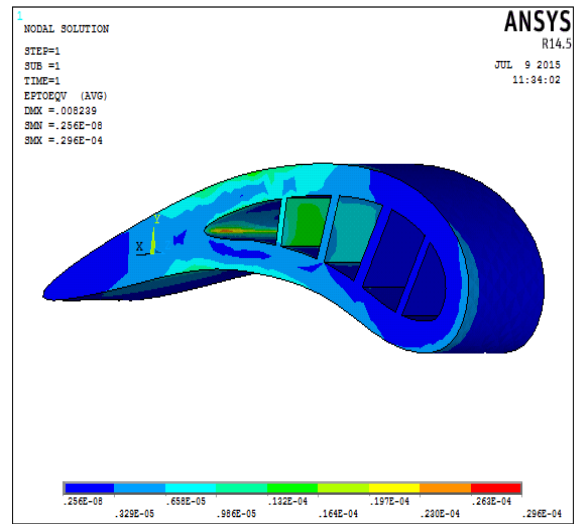 1
NODAL SOLUTION
STEP=1
SUB =1
TIME=1
EPTOEQV (AVG)
DMX =.008239
SMN =.256E-08
SMX =.296E-04
ANSYS
R14.5
JUL 9 2015
11:34:02
Y
X
.256E-08 .658E-05 .132E-04 .197E-04 .263E-04
.329E-05 .986E-05 .164E-04 .230E-04 .296E-04